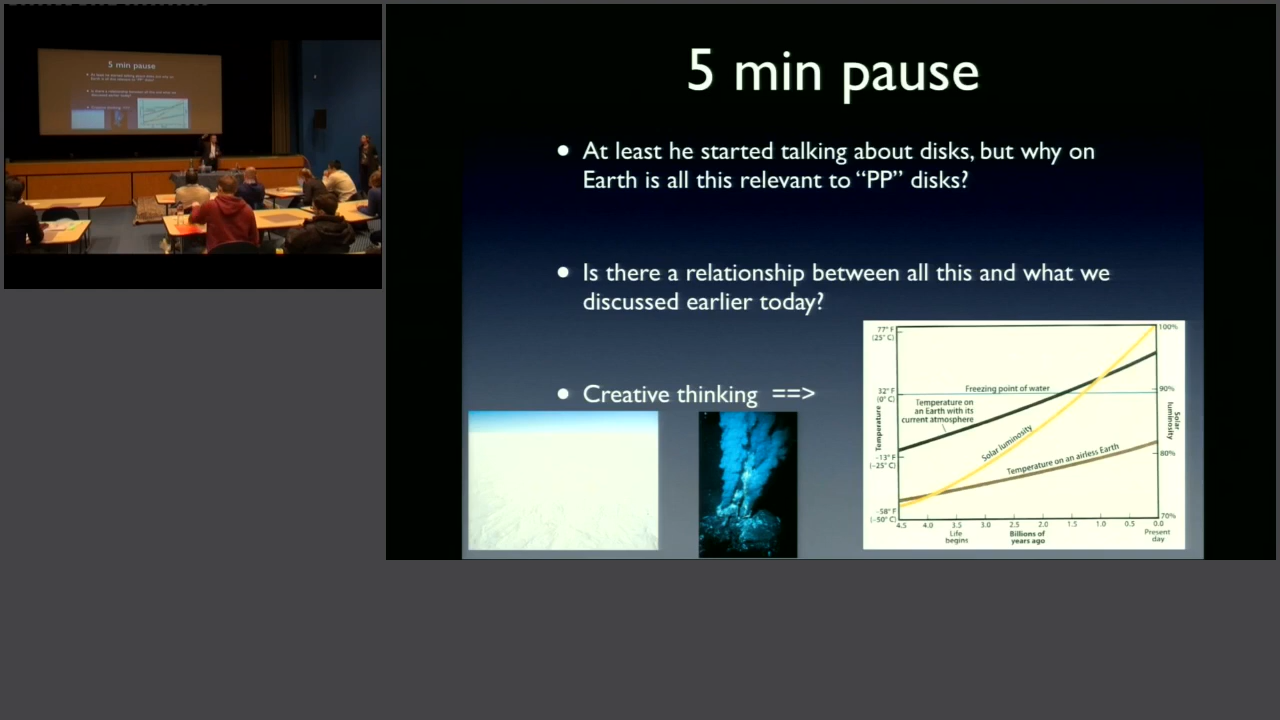 5 min pause
• At least he started talking about disks, but why on
Earth is all this relevant to “PP” disks?
• Is there a relationship between all this and what we
discussed earlier today?
• Creative thinking ==>
77° F
(25° C)
32° F
(0° C)
-13° F
(-25° C)
-58° F
(-50° C)
Temperature
Freezing point of water
Temperature on
an Earth with its
current atmosphere
Solar luminosity
Temperature on an airless Earth
100%
90%
80%
70%
Solar
luminosity
4.5 4.0 3.5 3.0 2.5 2.0 1.5 1.0 0.5 0.0
Life
begins
Billions of
years ago
Present
day
5 min pause